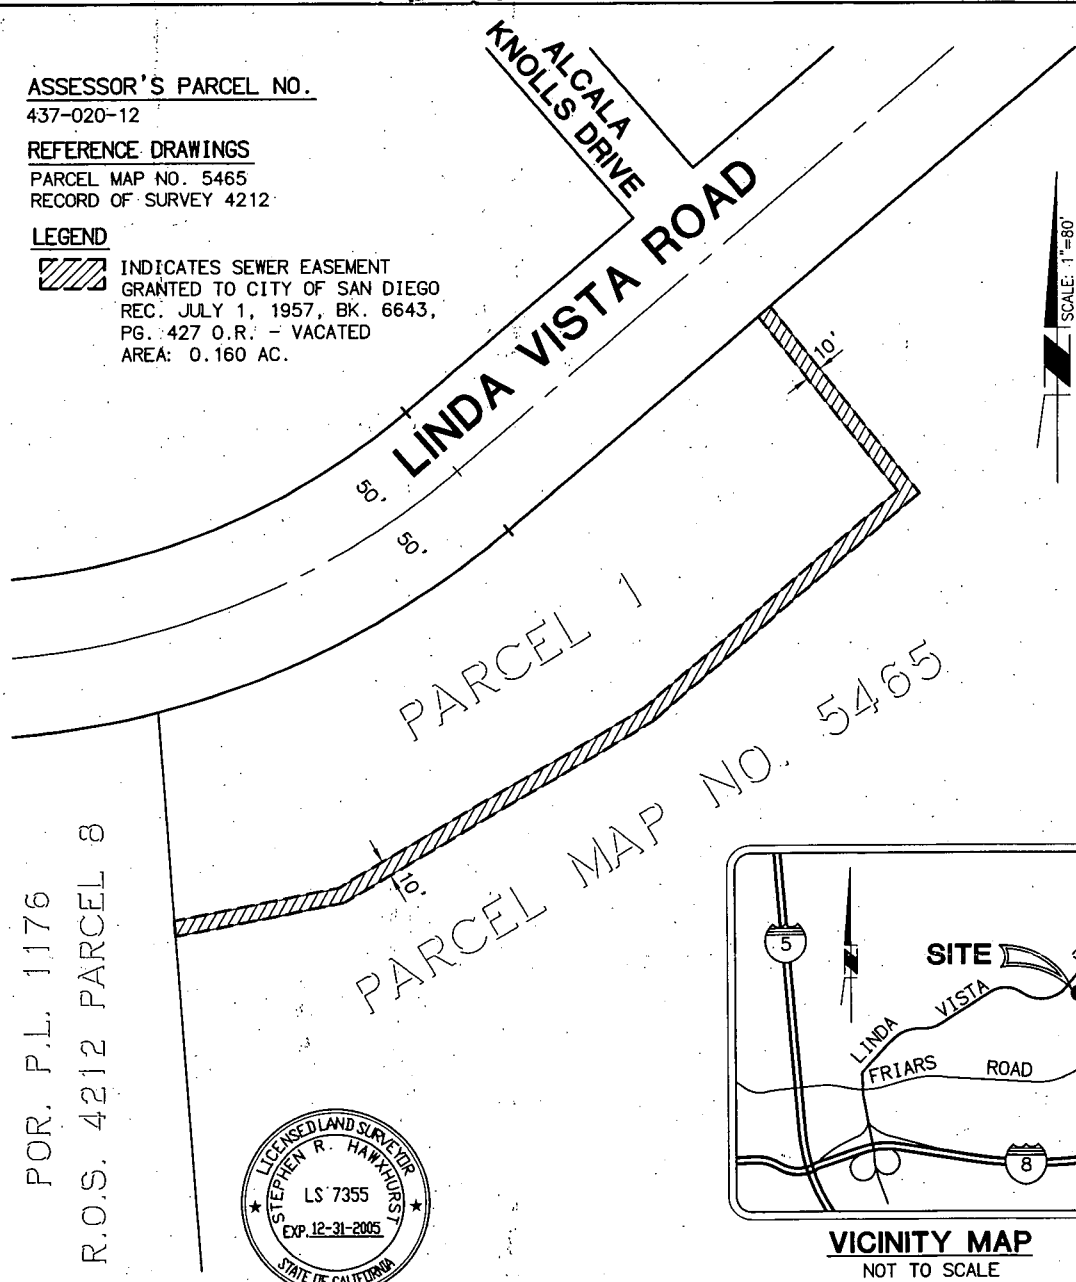 ASSESSOR'S PARCEL NO.
437-020-12
REFERENCE DRAWINGS
PARCEL MAP NO. 5465
RECORD OF SURVEY 4212
LEGEND
INDICATES SEWER EASEMENT
GRANTED TO CITY OF SAN DIEGO
REC. JULY 1, 1957, BK. 6643,
PG. 427 O.R. - VACATED
AREA: 0.160 AC.
ALCALA
KNOLLS DRIVE
LINDA VISTA ROAD
SCALE: 1"=80'
10'
50'
50'
PARCEL 1
PARCEL MAP NO. 5465
10'
POR. P.L. 1176
R.O.S. 4212 PARCEL 8
LICENSED LAND SURVEYOR
STEPHEN R. HAWXHURST
LS 7355
EXP. 12-31-2005
STATE OF CALIFORNIA
5
SITE
LINDA VISTA
FRIARS ROAD
8
VICINITY MAP
NOT TO SCALE